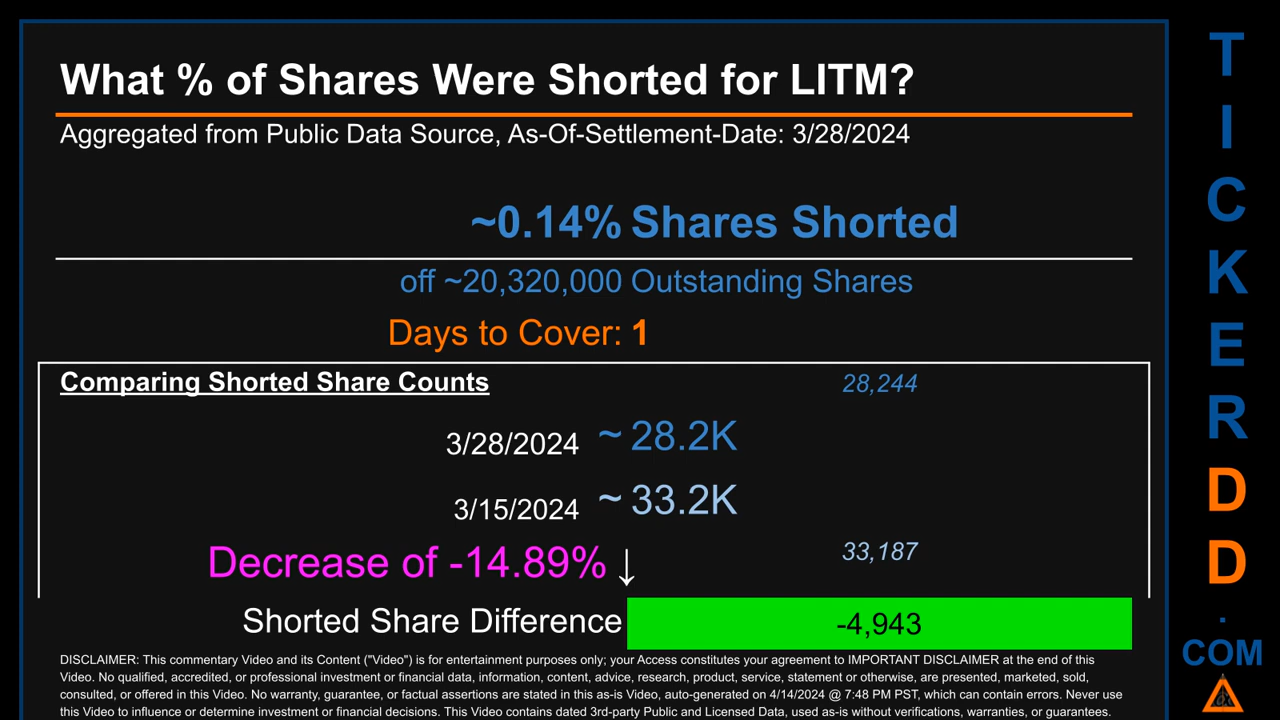 What % of Shares Were Shorted for LITM?
Aggregated from Public Data Source, As-Of-Settlement-Date: 3/28/2024
~0.14% Shares Shorted
off ~20,320,000 Outstanding Shares
Days to Cover: 1
Comparing Shorted Share Counts
28,244
3/28/2024 ~ 28.2K
3/15/2024 ~ 33.2K
33,187
Decrease of -14.89% ↓
Shorted Share Difference -4,943
DISCLAIMER: This commentary Video and its Content ("Video") is for entertainment purposes only; your Access constitutes your agreement to IMPORTANT DISCLAIMER at the end of this
Video. No qualified, accredited, or professional investment or financial data, information, content, advice, research, product, service, statement or otherwise, are presented, marketed, sold,
consulted, or offered in this Video. No warranty, guarantee, or factual assertions are stated in this as-is Video, auto-generated on 4/14/2024 @ 7:48 PM PST, which can contain errors. Never use
this Video to influence or determine investment or financial decisions. This Video contains dated 3rd-party Public and Licensed Data, used as-is without verifications, warranties, or guarantees.
T
I
C
K
E
R
D
D
.
COM